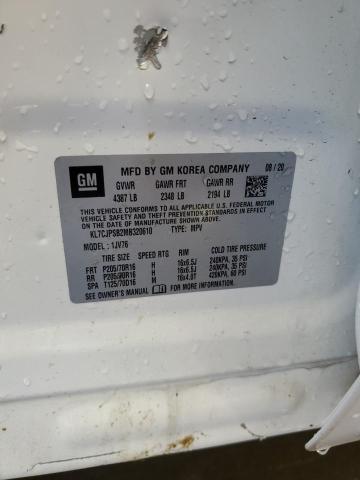 GM
MFD BY GM KOREA COMPANY 08/20
GVWR GAWR FRT GAWR RR
4387 LB 2348 LB 2194 LB
THIS VEHICLE CONFORMS TO ALL APPLICABLE U.S. FEDERAL MOTOR VEHICLE SAFETY, BUMPER, AND THEFT PREVENTION STANDARDS IN EFFECT ON THE DATE OF MANUFACTURE SHOWN ABOVE.
KL7CJPSB2MB320610 TYPE: MPV
MODEL: 1JV76
TIRE SIZE SPEED RTG RIM COLD TIRE PRESSURE
FRT P205/70R16 H 16x6.5J 240KPA, 35 PSI
RR P205/70R16 H 16x6.5J 240KPA, 35 PSI
SPA T125/70D16 M 16x4.0T 420KPA, 60 PSI
SEE OWNER'S MANUAL FOR ADDITIONAL INFORMATION.